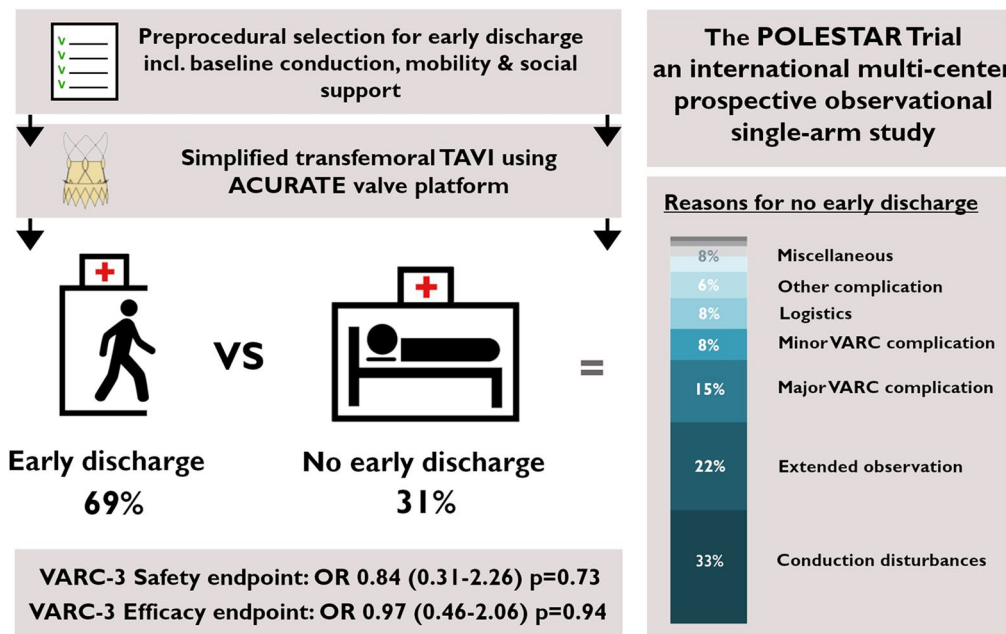 Preprocedural selection for early discharge
incl. baseline conduction, mobility & social
support
Simplified transfemoral TAVI using
ACURATE valve platform
VS
=
Early discharge
69%
No early discharge
31%
VARC-3 Safety endpoint: OR 0.84 (0.31-2.26) p=0.73
VARC-3 Efficacy endpoint: OR 0.97 (0.46-2.06) p=0.94
The POLESTAR Trial
an international multi-center
prospective observational
single-arm study
Reasons for no early discharge
8% Miscellaneous
6% Other complication
8% Logistics
8% Minor VARC complication
15% Major VARC complication
22% Extended observation
33% Conduction disturbances